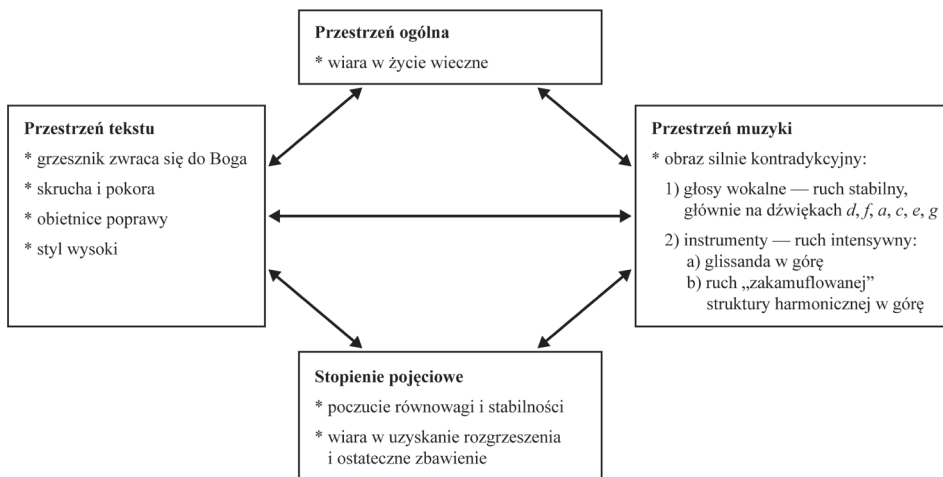 Przestrzeń ogólna
* wiara w życie wieczne
Przestrzeń tekstu
* grzesznik zwraca się do Boga
* skrucha i pokora
* obietnice poprawy
* styl wysoki
Przestrzeń muzyki
* obraz silnie kontradykcyjny:
1) głosy wokalne — ruch stabilny,
głównie na dźwiękach d, f, a, c, e, g
2) instrumenty — ruch intensywny:
a) glissanda w górę
b) ruch „zakamuflowanej”
struktury harmonicznej w górę
Stopienie pojęciowe
* poczucie równowagi i stabilności
* wiara w uzyskanie rozgrzeszenia
i ostateczne zbawienie